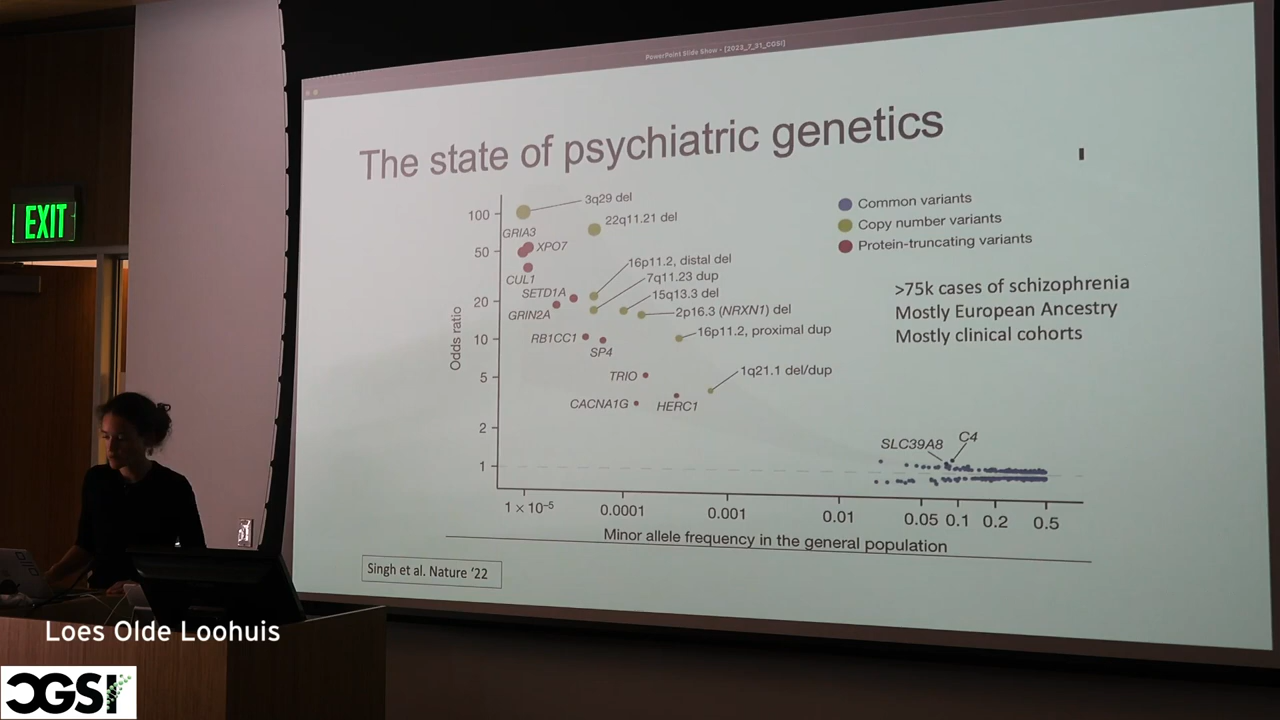 PowerPoint Slide Show - [2023_7_31_CGSI]
The state of psychiatric genetics
EXIT
Odds ratio
100
50
20
10
5
2
1
3q29 del
22q11.21 del
GRIA3
XPO7
CUL1
16p11.2, distal del
7q11.23 dup
SETD1A
15q13.3 del
GRIN2A
2p16.3 (NRXN1) del
RB1CC1
SP4
16p11.2, proximal dup
TRIO
1q21.1 del/dup
CACNA1G
HERC1
SLC39A8
C4
Common variants
Copy number variants
Protein-truncating variants
>75k cases of schizophrenia
Mostly European Ancestry
Mostly clinical cohorts
1 × 10⁻⁵ 0.0001 0.001 0.01 0.05 0.1 0.2 0.5
Minor allele frequency in the general population
Singh et al. Nature '22
Loes Olde Loohuis
CGSI